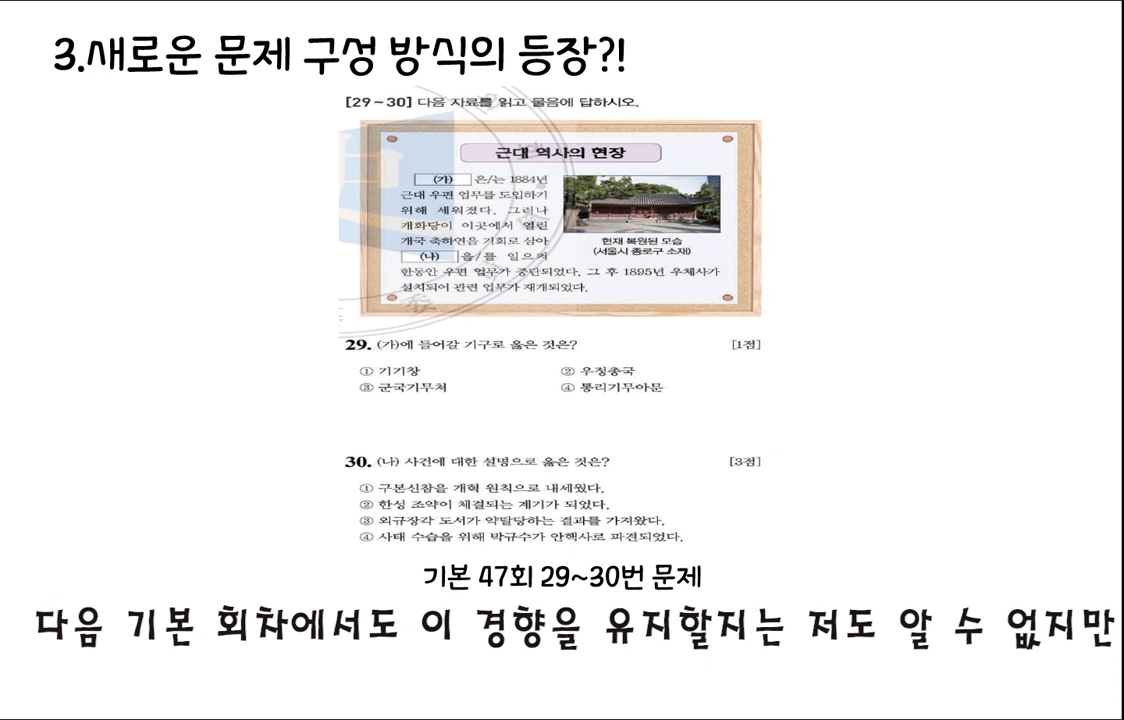 3.새로운 문제 구성 방식의 등장?!
[29~30] 다음 자료를 읽고 물음에 답하시오.
근대 역사의 현장
(가) 은/는 1884년
근대 우편 업무를 도입하기
위해 세워졌다. 그러나
개화당이 이곳에서 열린
개국 축하연을 기회로 삼아
(나) 을/를 일으켜
한동안 우편 업무가 중단되었다. 그 후 1895년 우체사가
설치되어 관련 업무가 재개되었다.
현재 복원된 모습
(서울시 종로구 소재)
29. (가)에 들어갈 기구로 옳은 것은? [1점]
① 기기창 ② 우정총국
③ 군국기무처 ④ 통리기무아문
30. (나) 사건에 대한 설명으로 옳은 것은? [3점]
① 구본신참을 개혁 원칙으로 내세웠다.
② 한성 조약이 체결되는 계기가 되었다.
③ 외규장각 도서가 약탈당하는 결과를 가져왔다.
④ 사태 수습을 위해 박규수가 안핵사로 파견되었다.
기본 47회 29~30번 문제
다음 기본 회차에서도 이 경향을 유지할지는 저도 알 수 없지만